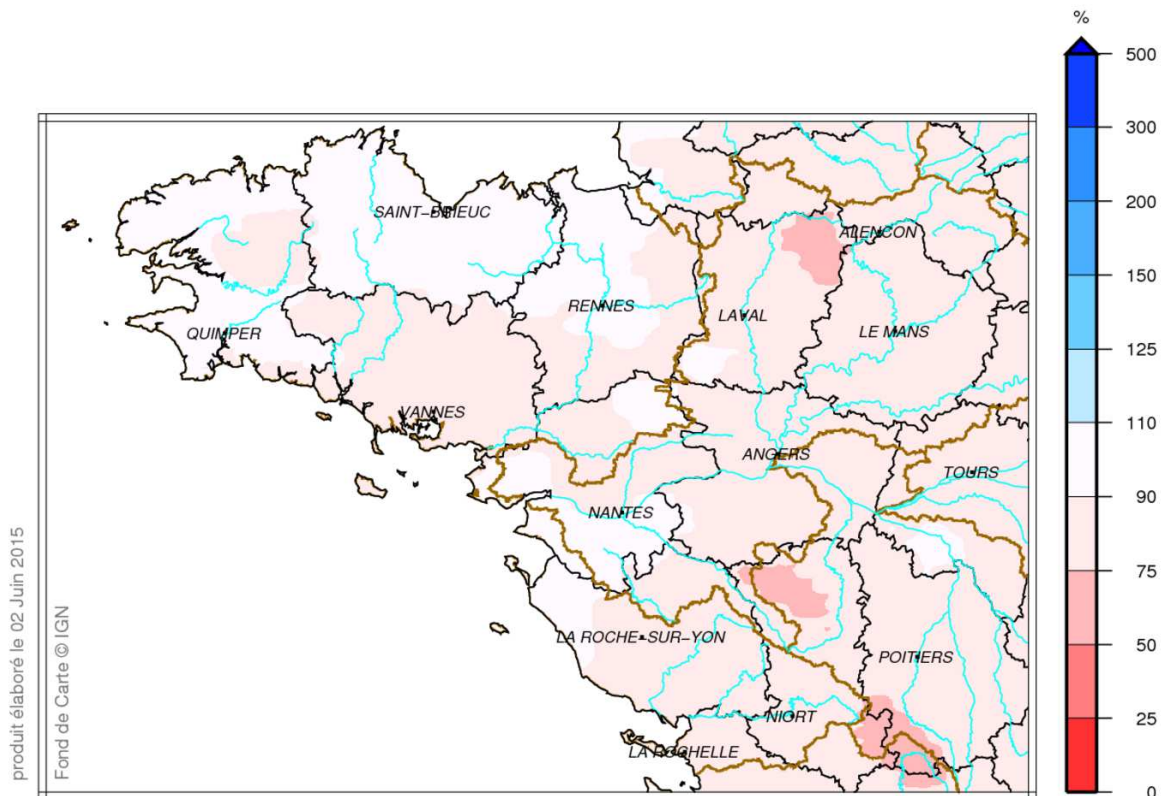 %
500
300
200
150
125
110
90
75
50
25
0
SAINT-BRIEUC
ALENCON
RENNES
LAVAL
QUIMPER
LE MANS
VANNES
ANGERS
TOURS
NANTES
LA ROCHE-SUR-YON
POITIERS
NIORT
LA ROCHELLE
produit élaboré le 02 Juin 2015
Fond de Carte © IGN